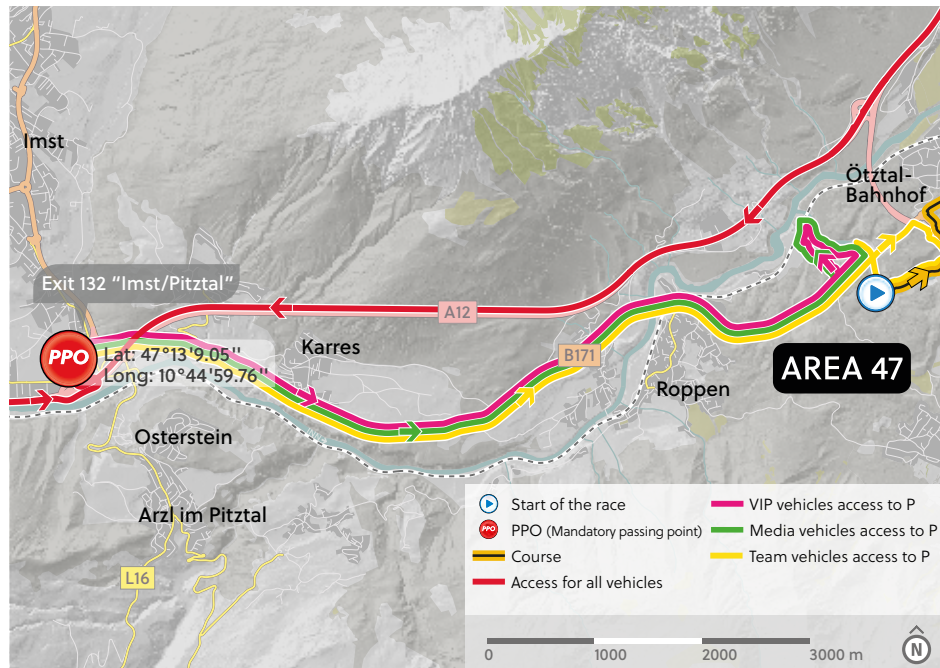 Imst
Ötztal-
Bahnhof
Exit 132 "Imst/Pitztal"
A12
PPO
Lat: 47°13'9.05''
Long: 10°44'59.76''
Karres
B171
AREA 47
Roppen
Osterstein
Arzl im Pitztal
L16
Start of the race
PPO PPO (Mandatory passing point)
Course
Access for all vehicles
VIP vehicles access to P
Media vehicles access to P
Team vehicles access to P
0 1000 2000 3000 m
N